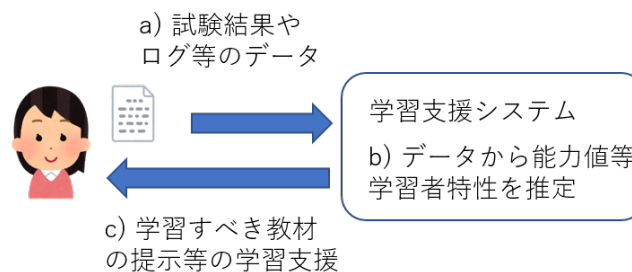 a) 試験結果や
ログ等のデータ
学習支援システム
b) データから能力値等
学習者特性を推定
c) 学習すべき教材
の提示等の学習支援